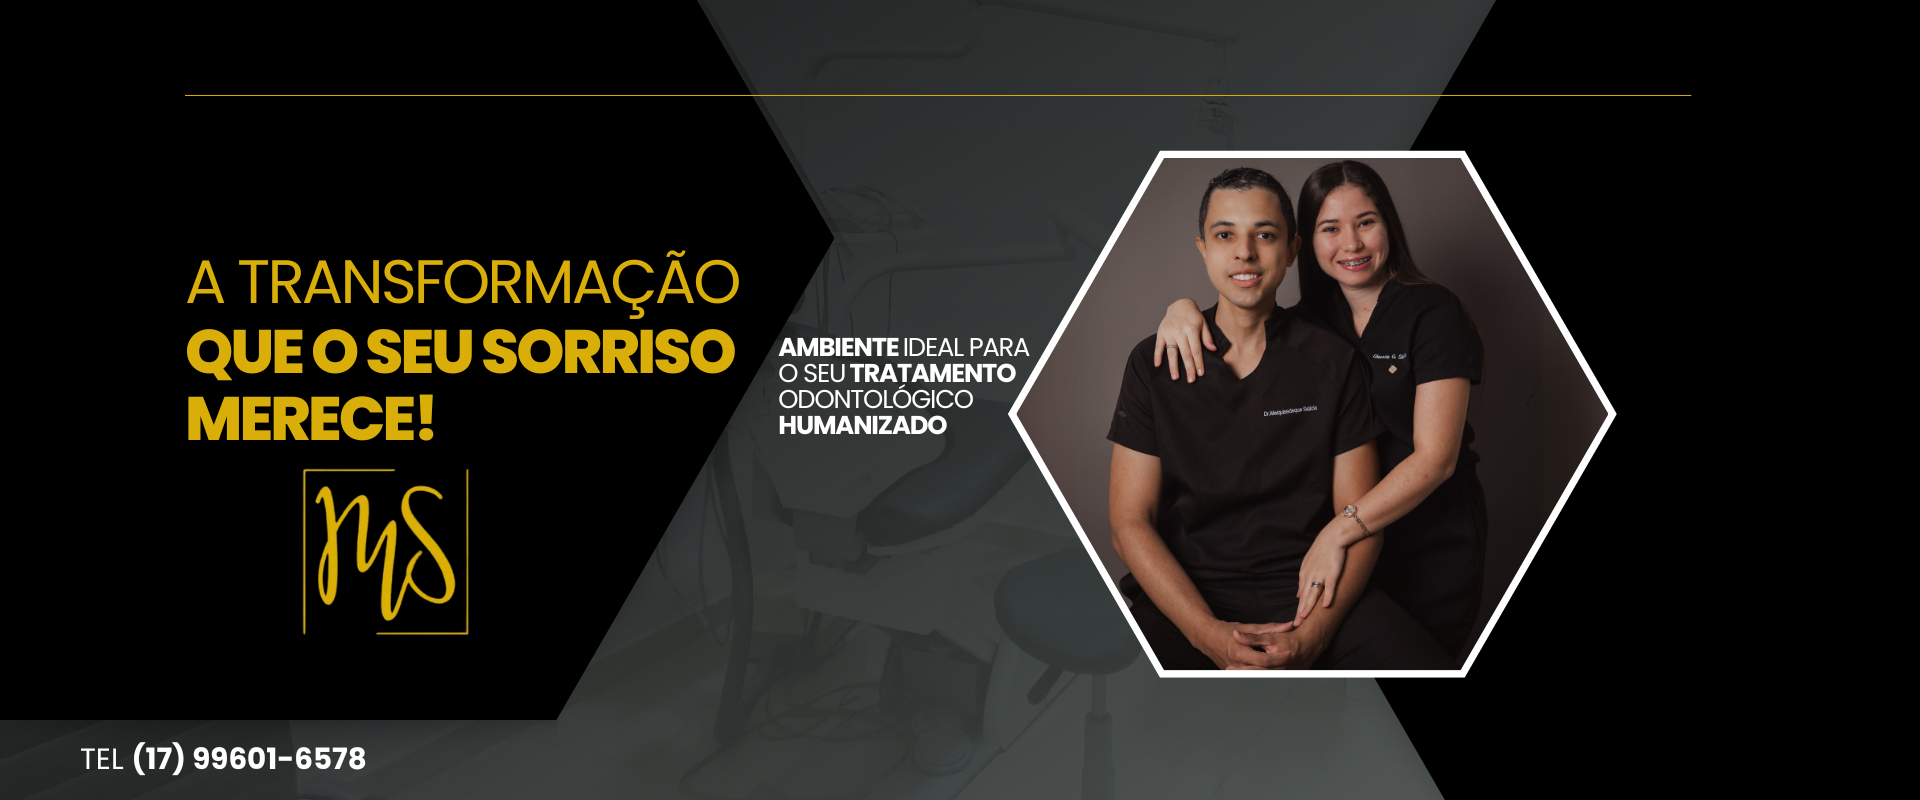 A TRANSFORMAÇÃO
QUE O SEU SORRISO
MERECE!
MS
AMBIENTE IDEAL PARA
O SEU TRATAMENTO
ODONTOLÓGICO
HUMANIZADO
TEL (17) 99601-6578